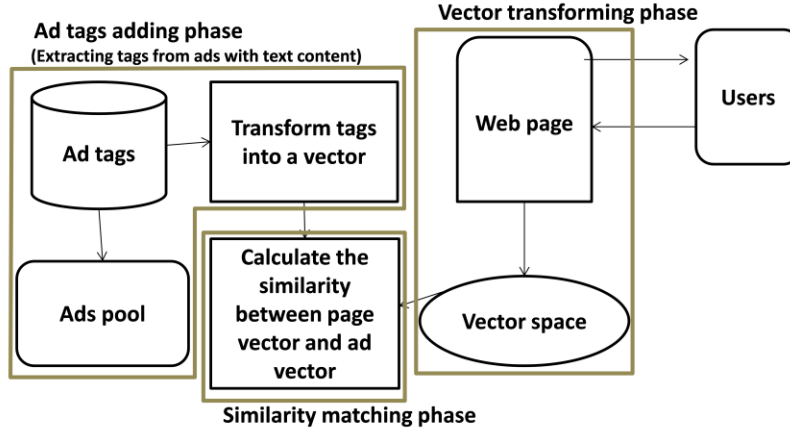 Vector transforming phase
Ad tags adding phase
(Extracting tags from ads with text content)
Ad tags
Transform tags
into a vector
Web page
Users
Ads pool
Calculate the
similarity
between page
vector and ad
vector
Vector space
Similarity matching phase